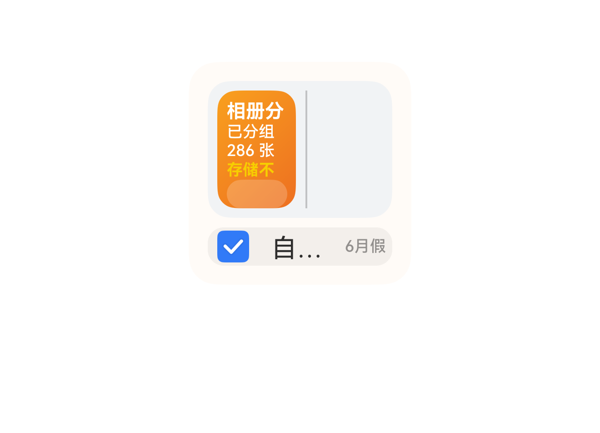 相册分
已分组
286 张
存储不
自...
6月假